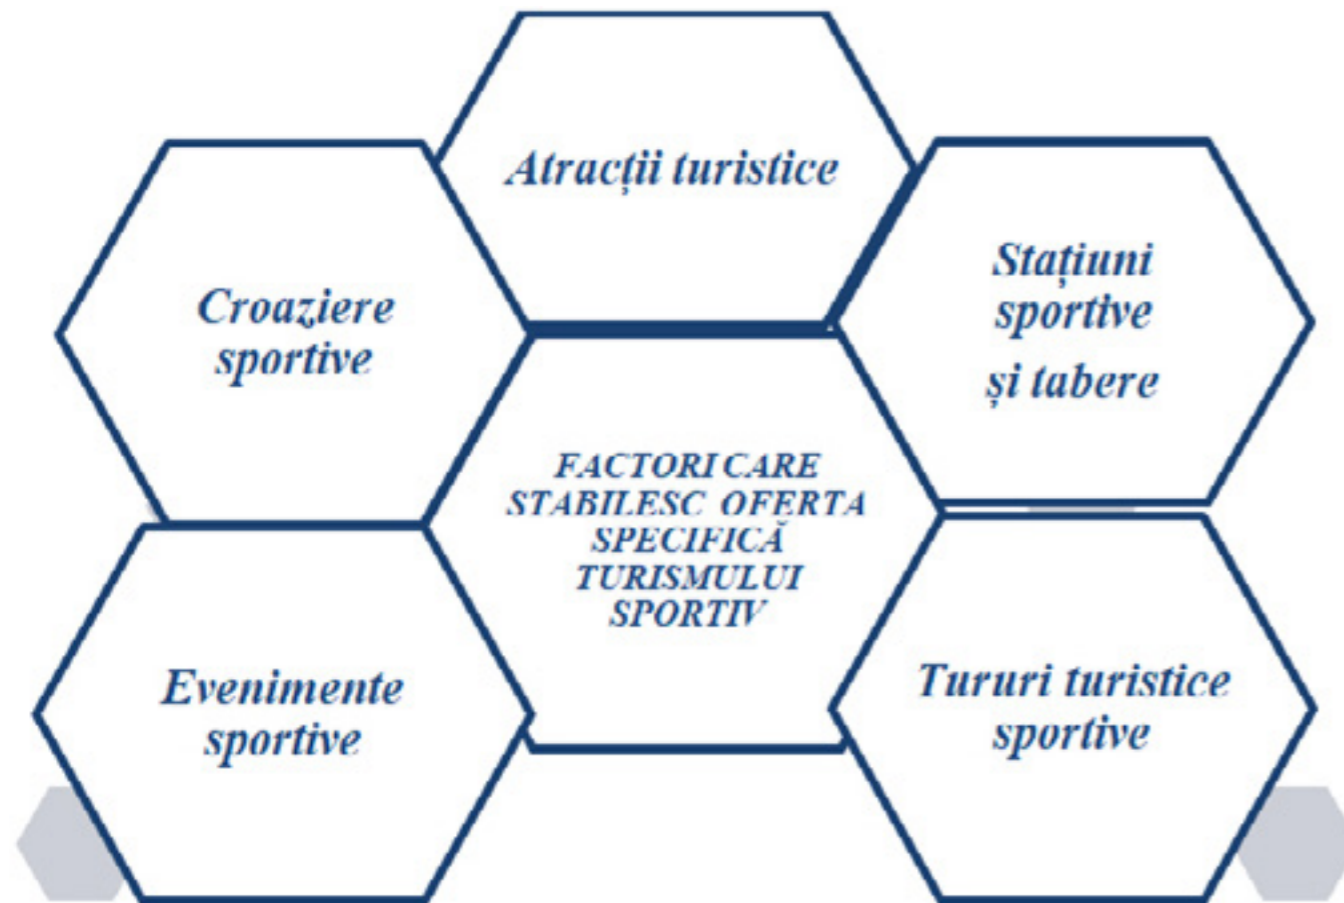 Atracții turistice
Croaziere
sportive
Stațiuni
sportive
și tabere
FACTORI CARE
STABILESC OFERTA
SPECIFICĂ
TURISMULUI
SPORTIV
Evenimente
sportive
Tururi turistice
sportive